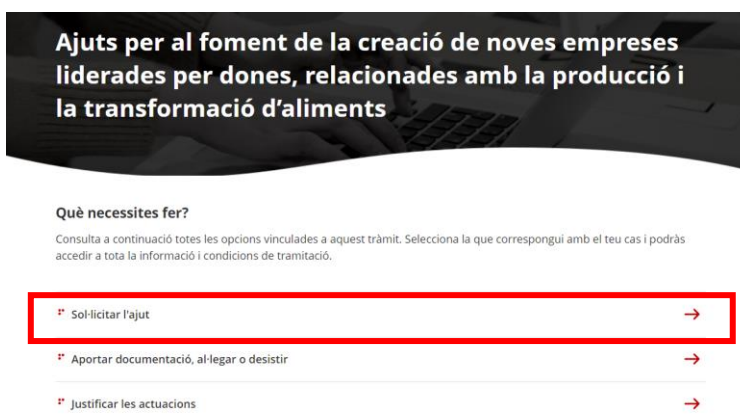 Ajuts per al foment de la creació de noves empreses
liderades per dones, relacionades amb la producció i
la transformació d’aliments
Què necessites fer?
Consulta a continuació totes les opcions vinculades a aquest tràmit. Selecciona la que correspongui amb el teu cas i podràs
accedir a tota la informació i condicions de tramitació.
Sol·licitar l'ajut
Aportar documentació, al·legar o desistir
Justificar les actuacions